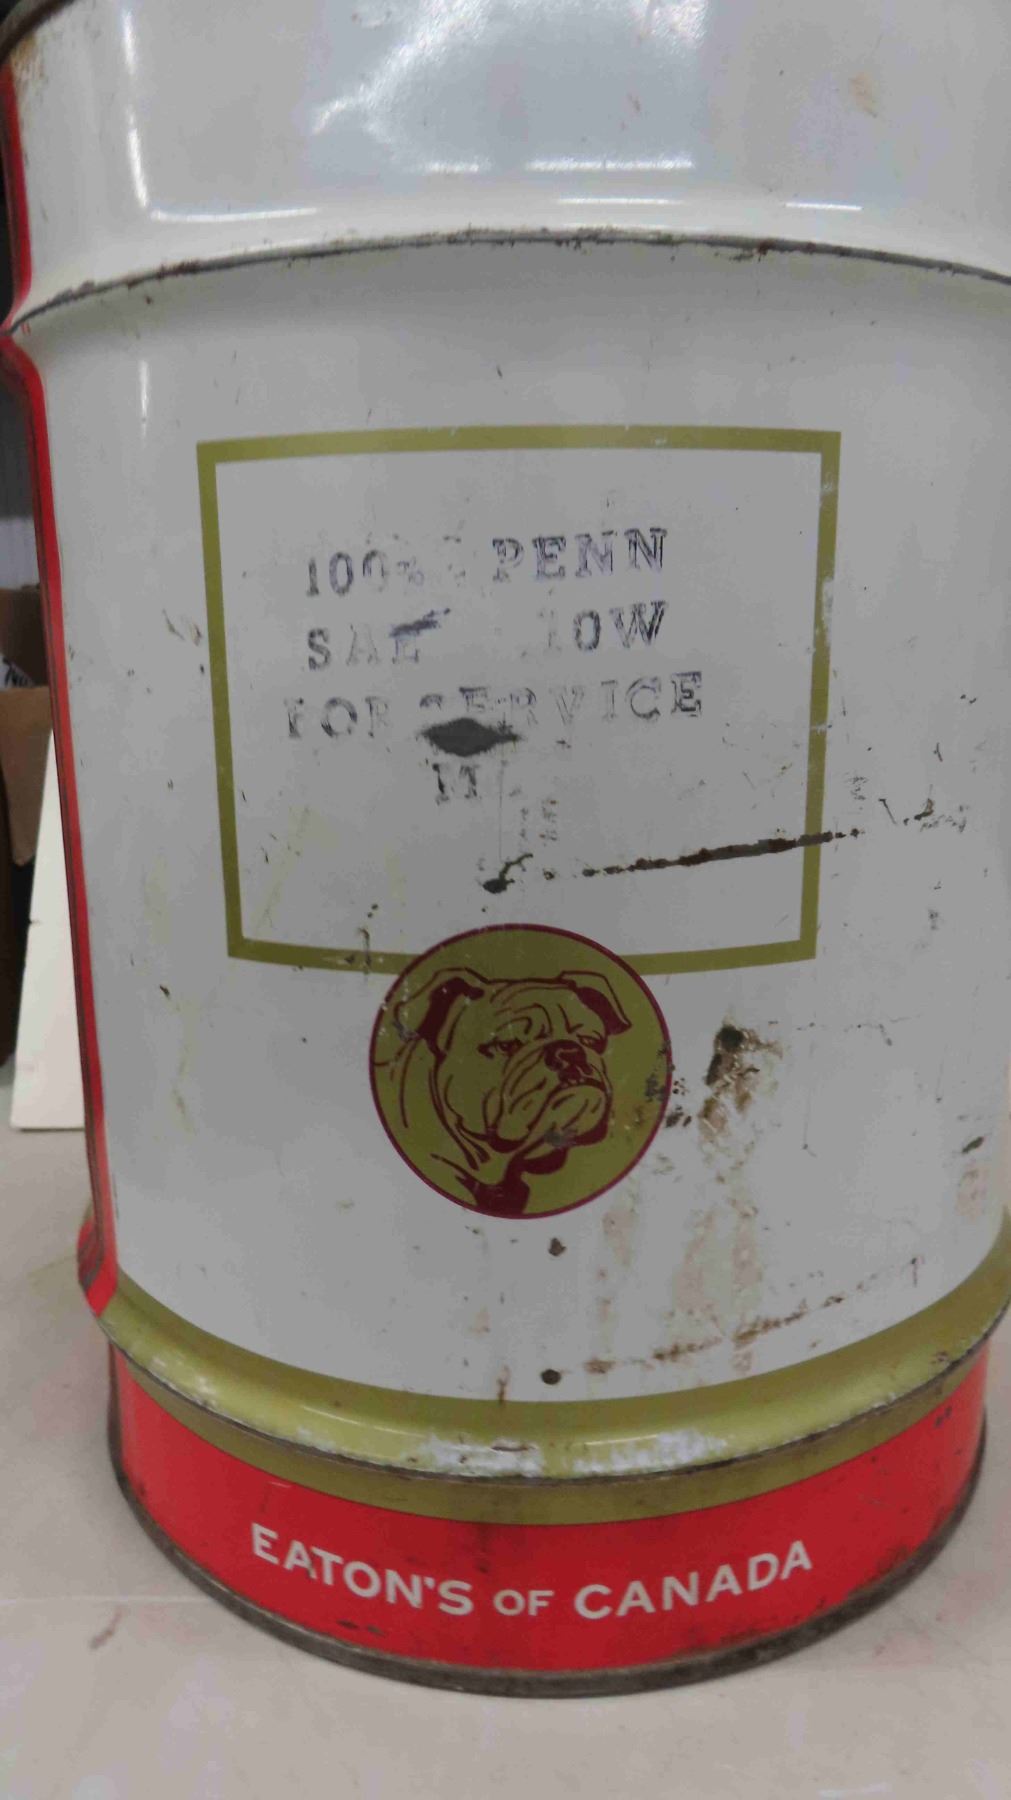 100% PENN
SAE 10W
FOR SERVICE
EATON'S OF CANADA